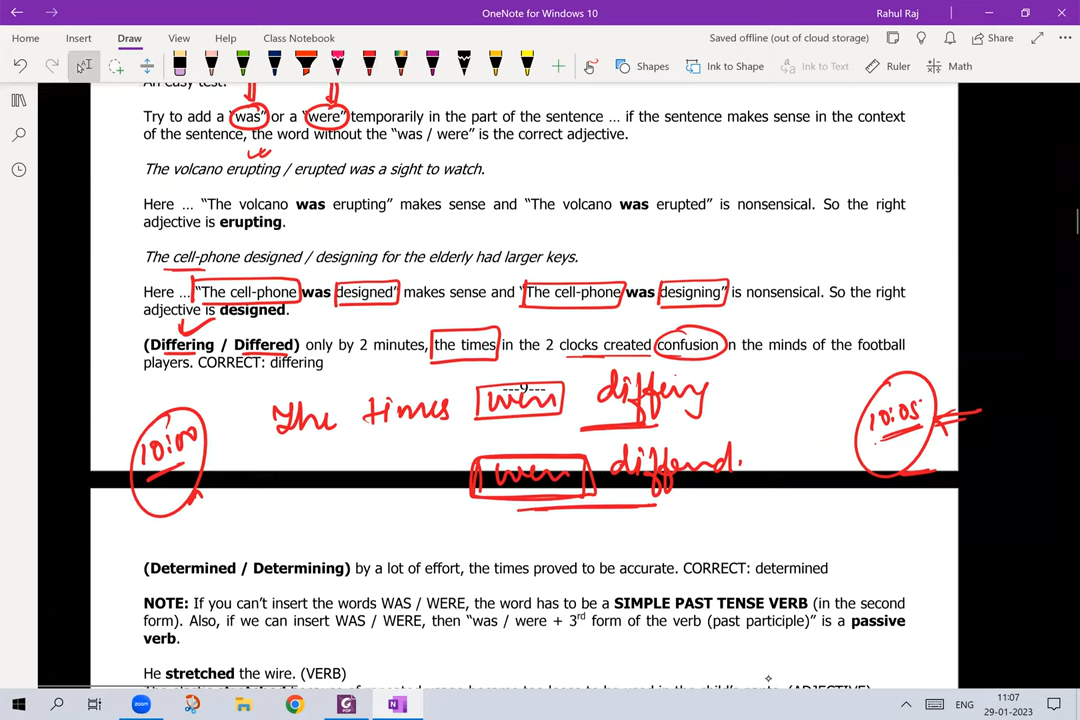 OneNote for Windows 10
Rahul Raj
Home Insert Draw View Help Class Notebook
Saved offline (out of cloud storage) Share
Shapes Ink to Shape Ink to Text Ruler Math
An easy test:
Try to add a “was” or a “were” temporarily in the part of the sentence … if the sentence makes sense in the context
of the sentence, the word without the “was / were” is the correct adjective.
The volcano erupting / erupted was a sight to watch.
Here … “The volcano was erupting” makes sense and “The volcano was erupted” is nonsensical. So the right
adjective is erupting.
The cell-phone designed / designing for the elderly had larger keys.
Here … “The cell-phone was designed” makes sense and “The cell-phone was designing” is nonsensical. So the right
adjective is designed.
(Differing / Differed) only by 2 minutes, the times in the 2 clocks created confusion in the minds of the football
players. CORRECT: differing
---9---
The times were differing
10:00
10:05
were differed.
(Determined / Determining) by a lot of effort, the times proved to be accurate. CORRECT: determined
NOTE: If you can’t insert the words WAS / WERE, the word has to be a SIMPLE PAST TENSE VERB (in the second
form). Also, if we can insert WAS / WERE, then “was / were + 3rd form of the verb (past participle)” is a passive
verb.
He stretched the wire. (VERB)
zoom
ENG
11:07
29-01-2023